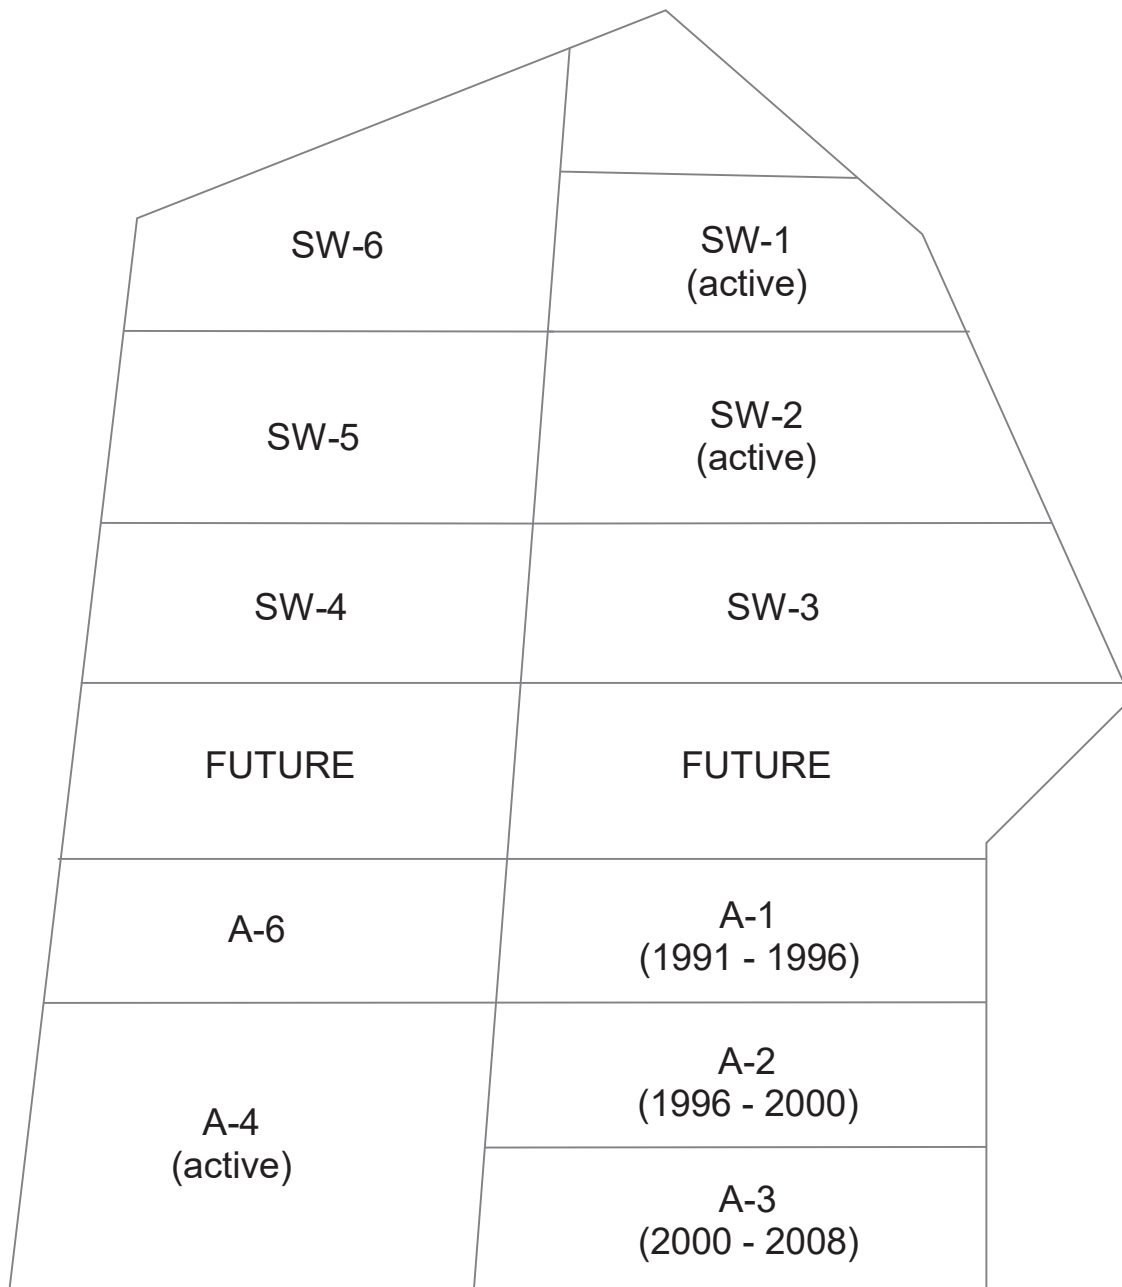 SW-6
SW-1
(active)
SW-5
SW-2
(active)
SW-4
SW-3
FUTURE
FUTURE
A-6
A-1
(1991 - 1996)
A-4
(active)
A-2
(1996 - 2000)
A-3
(2000 - 2008)